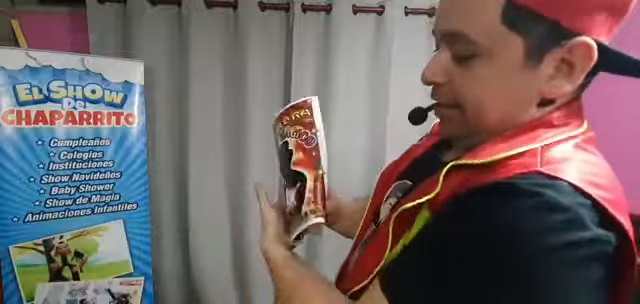 EL SHOW
De
CHAPARRITO
* Cumpleaños
* Colegios
* Instituciones
* Show Navideños
* Baby Shower
* Show de Magia
* Animaciones Infantiles